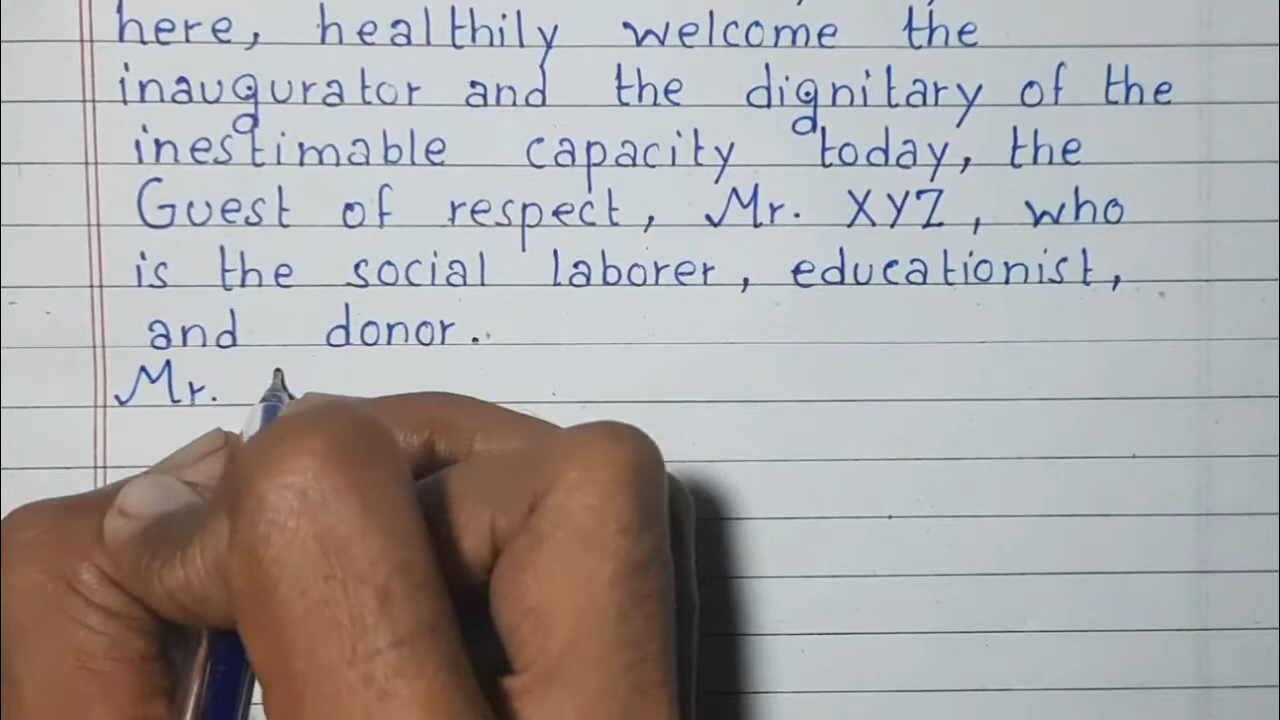 here, healthily welcome the
inaugurator and the dignitary of the
inestimable capacity today, the
Guest of respect, Mr. XYZ, who
is the social laborer, educationist,
and donor.
Mr.